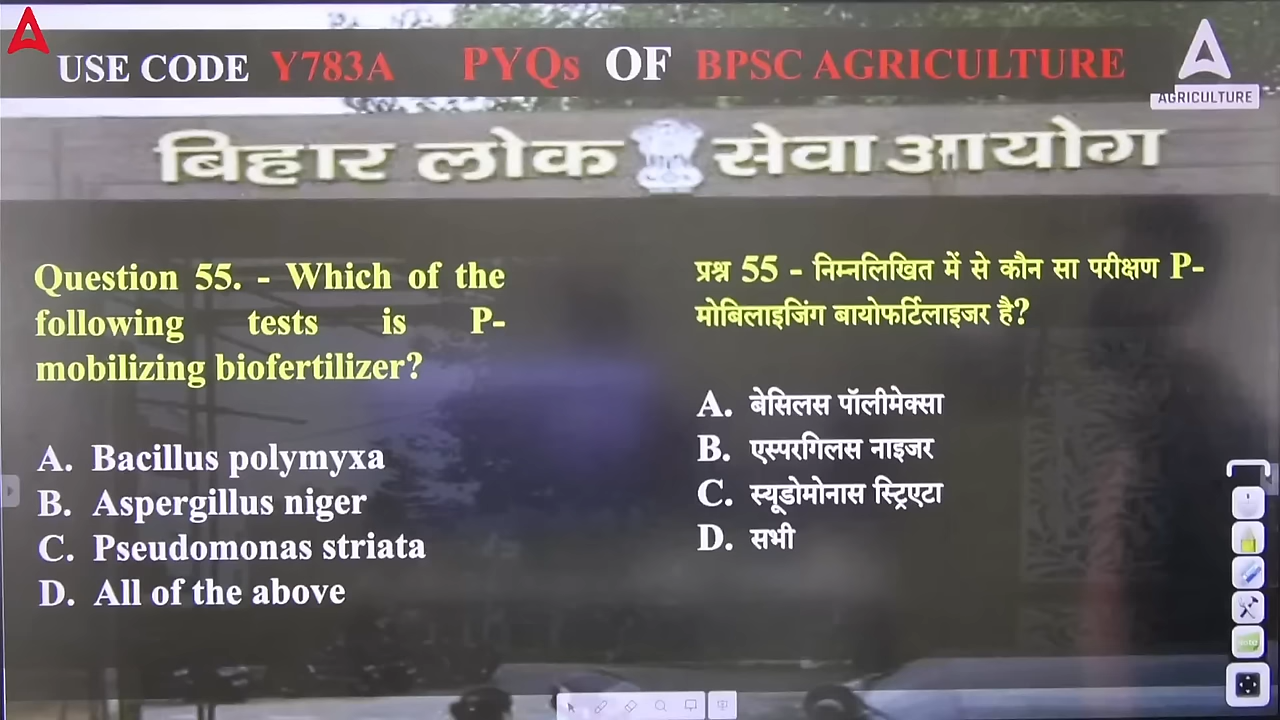 USE CODE Y783A PYQs OF BPSC AGRICULTURE
AGRICULTURE
बिहार लोक सेवा आयोग
Question 55. - Which of the
following tests is P-
mobilizing biofertilizer?
A. Bacillus polymyxa
B. Aspergillus niger
C. Pseudomonas striata
D. All of the above
प्रश्न 55 - निम्नलिखित में से कौन सा परीक्षण P-
मोबिलाइजिंग बायोफर्टिलाइजर है?
A. बेसिलस पॉलीमेक्सा
B. एस्परगिलस नाइजर
C. स्यूडोमोनास स्ट्रिएटा
D. सभी